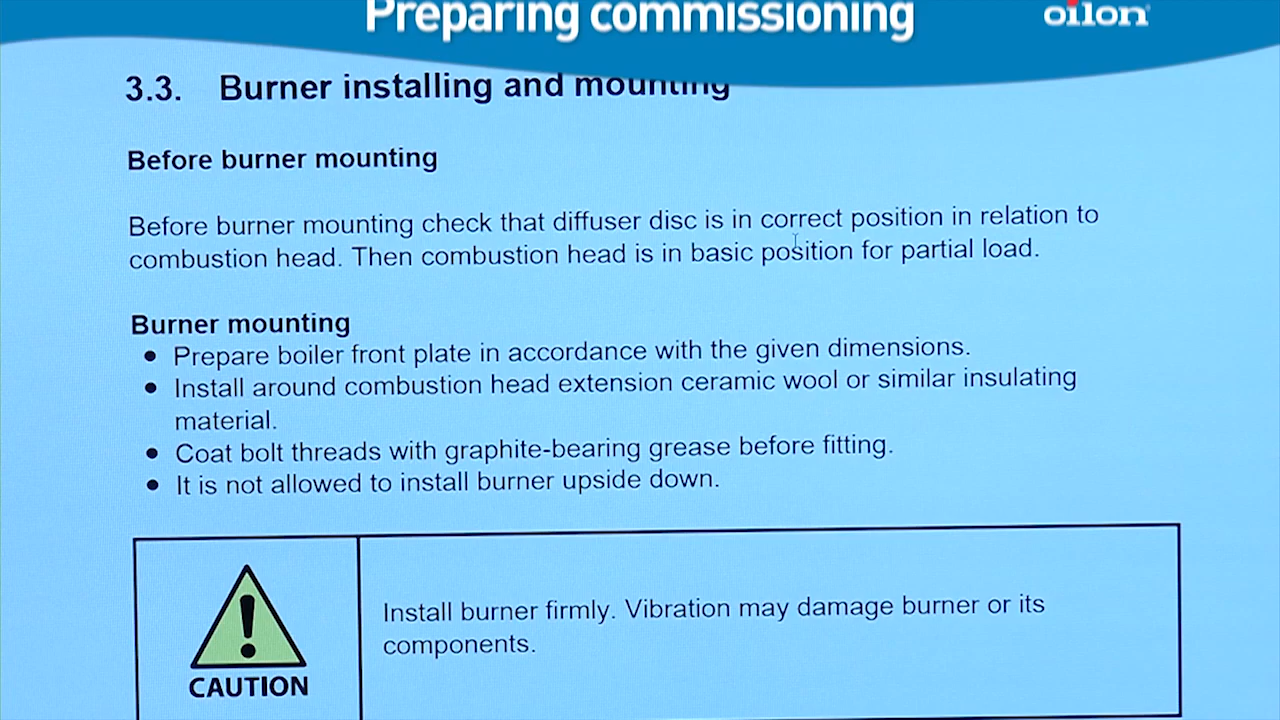 Preparing commissioning
oilon
3.3. Burner installing and mounting
Before burner mounting
Before burner mounting check that diffuser disc is in correct position in relation to
combustion head. Then combustion head is in basic position for partial load.
Burner mounting
• Prepare boiler front plate in accordance with the given dimensions.
• Install around combustion head extension ceramic wool or similar insulating
material.
• Coat bolt threads with graphite-bearing grease before fitting.
• It is not allowed to install burner upside down.
Install burner firmly. Vibration may damage burner or its
components.
CAUTION